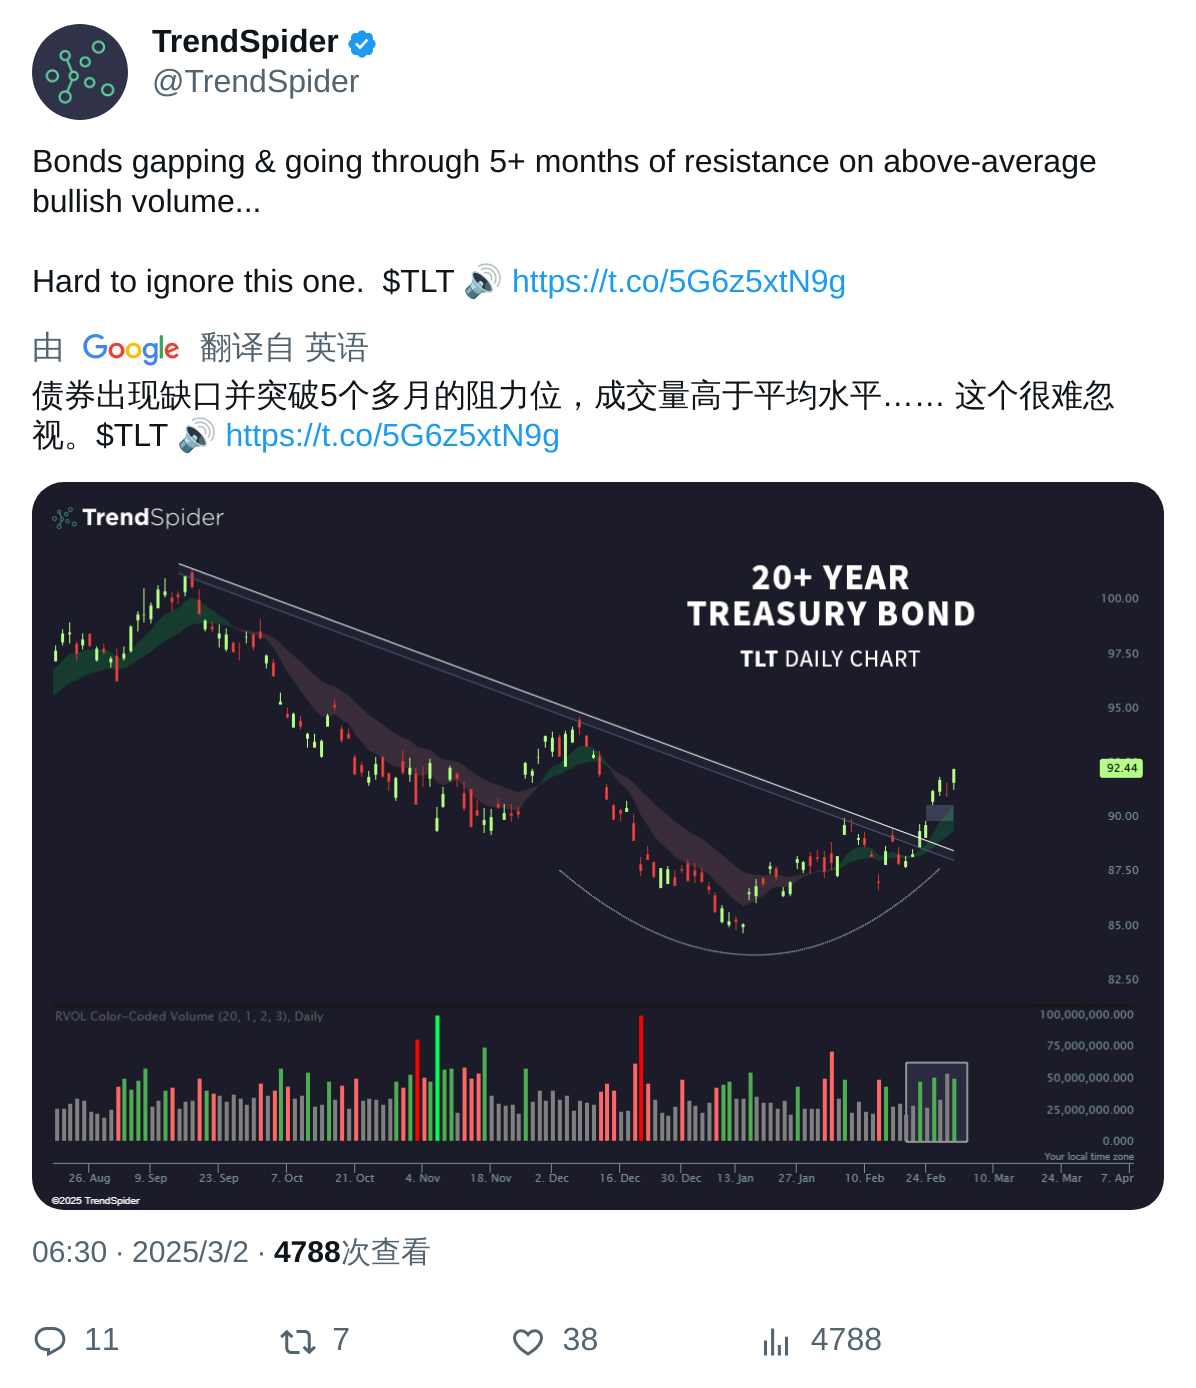 TrendSpider
@TrendSpider
Bonds gapping & going through 5+ months of resistance on above-average
bullish volume...
Hard to ignore this one.  $TLT 🔊 https://t.co/5G6z5xtN9g
由 Google 翻译自 英语
债券出现缺口并突破5个多月的阻力位，成交量高于平均水平…… 这个很难忽
视。$TLT 🔊 https://t.co/5G6z5xtN9g
TrendSpider
20+ YEAR
TREASURY BOND
TLT DAILY CHART
100.00
97.50
95.00
92.44
90.00
87.50
85.00
82.50
RVOL Color-Coded Volume (20, 1, 2, 3), Daily
100,000,000.000
75,000,000.000
50,000,000.000
25,000,000.000
0.000
Your local time zone
26. Aug 9. Sep 23. Sep 7. Oct 21. Oct 4. Nov 18. Nov 2. Dec 16. Dec 30. Dec 13. Jan 27. Jan 10. Feb 24. Feb 10. Mar 24. Mar 7. Apr
©2025 TrendSpider
06:30 · 2025/3/2 · 4788次查看
11 7 38 4788